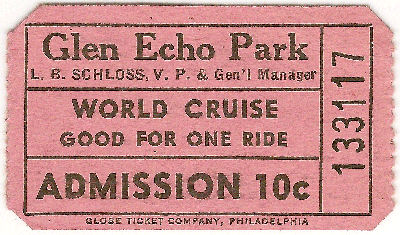 Glen Echo Park
L. B. SCHLOSS, V. P. & Gen'l Manager
WORLD CRUISE
GOOD FOR ONE RIDE
ADMISSION 10c
133117
GLOBE TICKET COMPANY, PHILADELPHIA